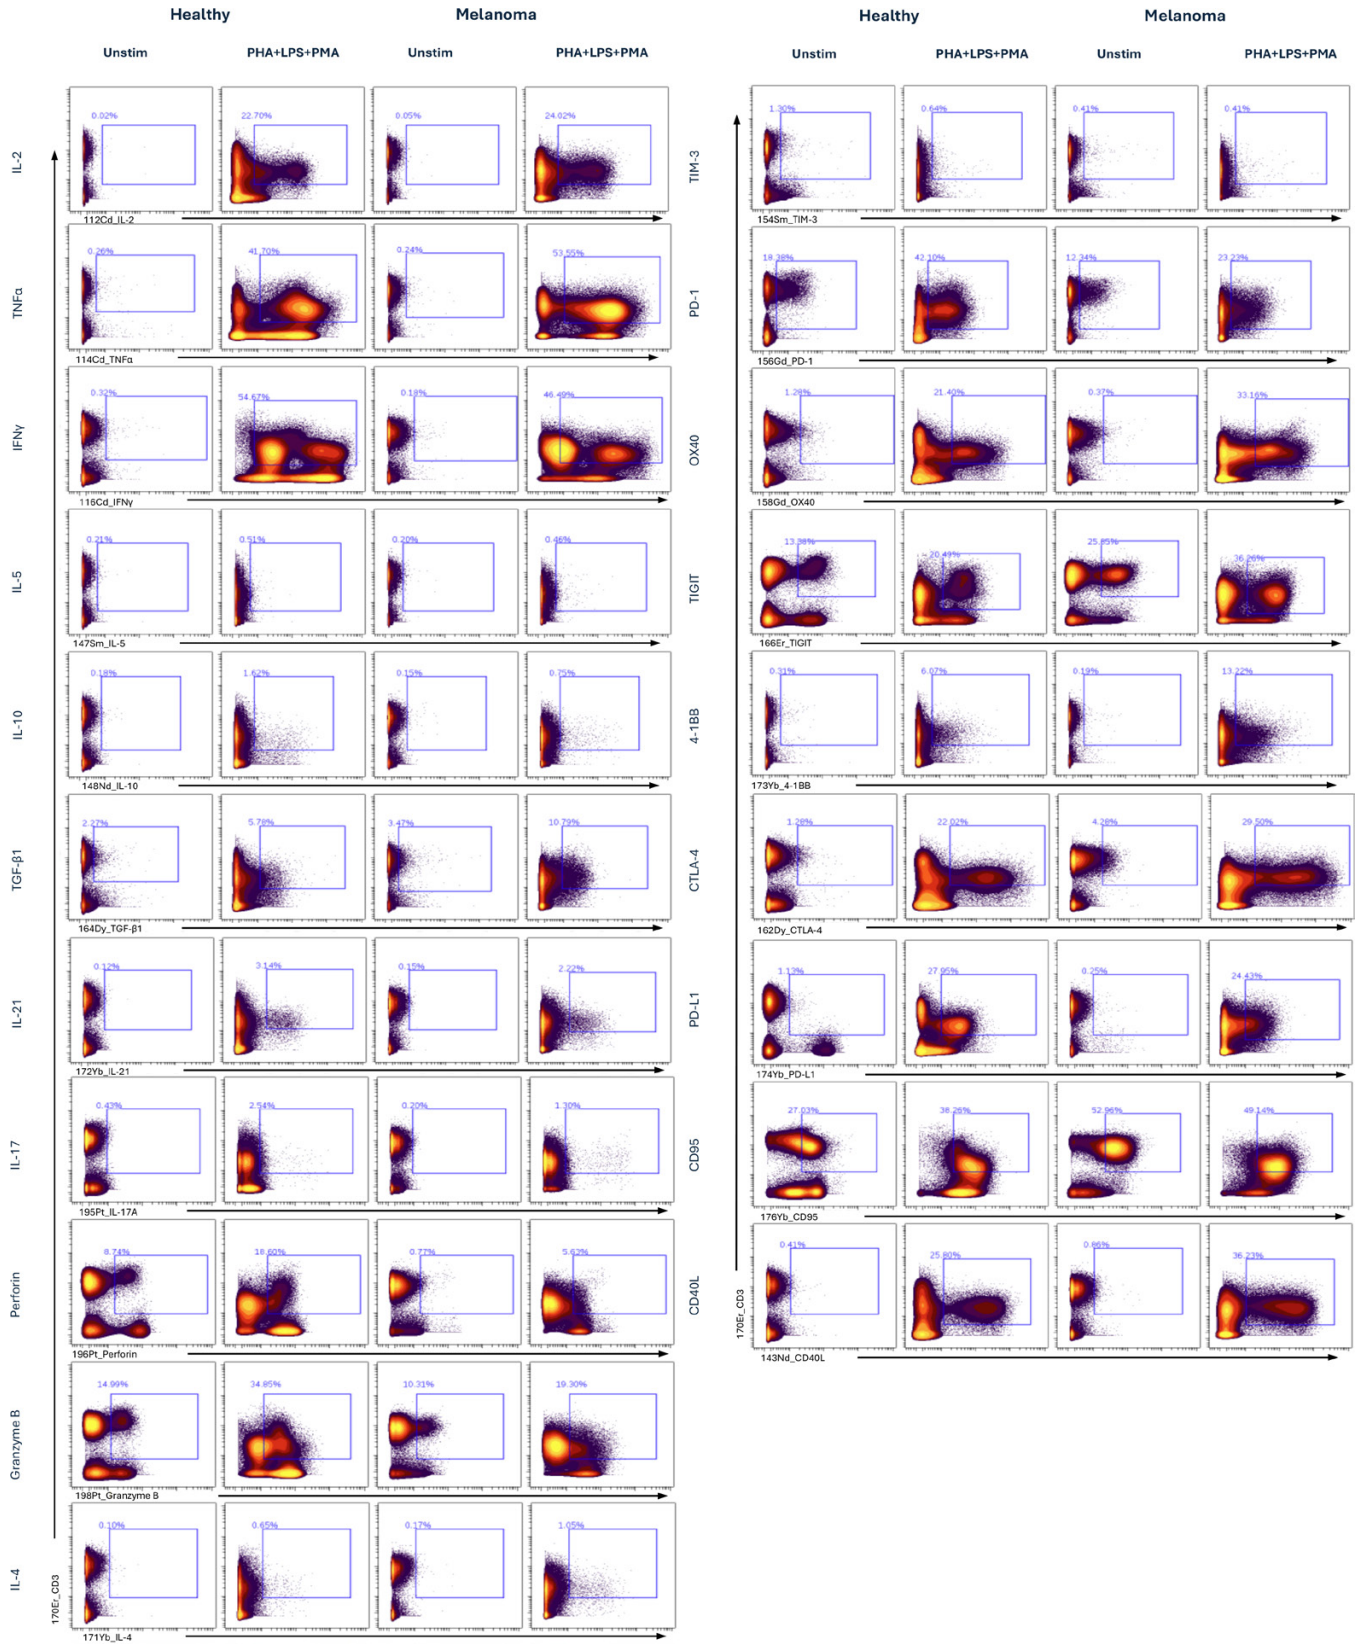 Healthy Melanoma
Unstim PHA+LPS+PMA Unstim PHA+LPS+PMA
IL-2
0.02% 22.70% 0.05% 24.02%
112Cd_IL-2
TNFα
0.26% 41.70% 0.24% 53.55%
114Cd_TNFα
IFNγ
0.32% 54.67% 0.18% 46.49%
116Cd_IFNγ
IL-5
0.21% 0.51% 0.20% 0.46%
147Sm_IL-5
IL-10
0.18% 1.62% 0.15% 0.75%
148Nd_IL-10
TGF-β1
2.27% 5.78% 3.47% 10.79%
164Dy_TGF-β1
IL-21
0.12% 3.14% 0.15% 2.22%
172Yb_IL-21
IL-17
0.43% 2.54% 0.20% 1.30%
195Pt_IL-17A
Perforin
8.74% 18.60% 0.77% 5.63%
196Pt_Perforin
Granzyme B
14.99% 34.85% 10.31% 19.30%
198Pt_Granzyme B
IL-4
0.10% 0.65% 0.17% 1.05%
170Er_CD3
171Yb_IL-4
Healthy Melanoma
Unstim PHA+LPS+PMA Unstim PHA+LPS+PMA
TIM-3
1.30% 0.64% 0.41% 0.41%
154Sm_TIM-3
PD-1
18.38% 42.10% 12.34% 23.23%
156Gd_PD-1
OX40
1.28% 21.40% 0.37% 33.16%
158Gd_OX40
TIGIT
13.38% 20.49% 25.85% 36.26%
166Er_TIGIT
4-1BB
0.31% 6.07% 0.19% 13.22%
173Yb_4-1BB
CTLA-4
1.28% 22.02% 4.28% 29.50%
162Dy_CTLA-4
PD-L1
1.13% 27.95% 0.25% 24.43%
174Yb_PD-L1
CD95
27.03% 38.26% 52.96% 49.14%
176Yb_CD95
CD40L
0.41% 25.80% 0.86% 36.23%
170Er_CD3
143Nd_CD40L